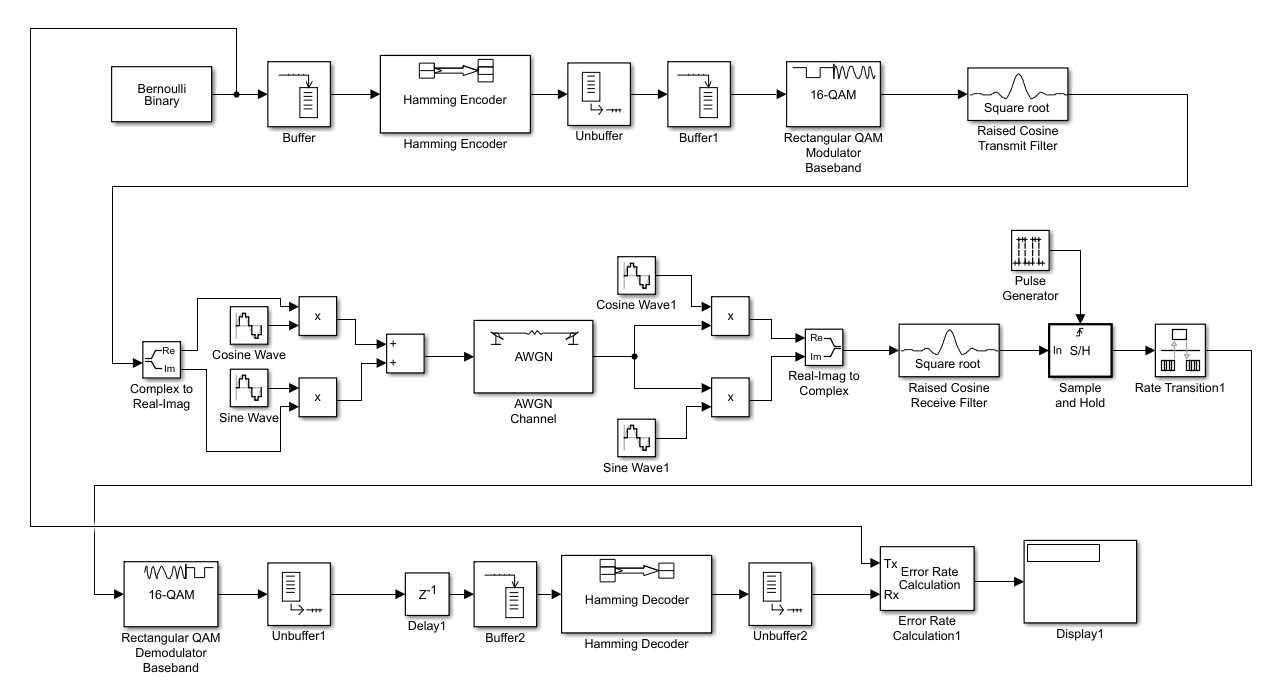 Bernoulli
Binary
Buffer
Hamming Encoder
Hamming Encoder
Unbuffer
Buffer1
16-QAM
Rectangular QAM
Modulator
Baseband
Square root
Raised Cosine
Transmit Filter
Re
Im
Complex to
Real-Imag
Cosine Wave
Sine Wave
x
x
+
+
AWGN
AWGN
Channel
Cosine Wave1
Sine Wave1
x
x
Re
Im
Real-Imag to
Complex
Square root
Raised Cosine
Receive Filter
Pulse
Generator
In
S/H
Sample
and Hold
Rate Transition1
16-QAM
Rectangular QAM
Demodulator
Baseband
Unbuffer1
Z-1
Delay1
Buffer2
Hamming Decoder
Hamming Decoder
Unbuffer2
Tx
Rx
Error Rate
Calculation
Error Rate
Calculation1
Display1